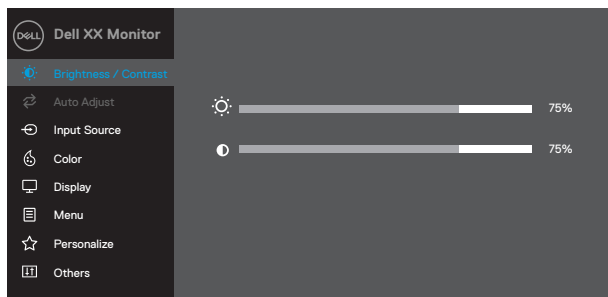 DELL Dell XX Monitor
Brightness / Contrast
Auto Adjust
75%
Input Source
Color
75%
Display
Menu
Personalize
Others